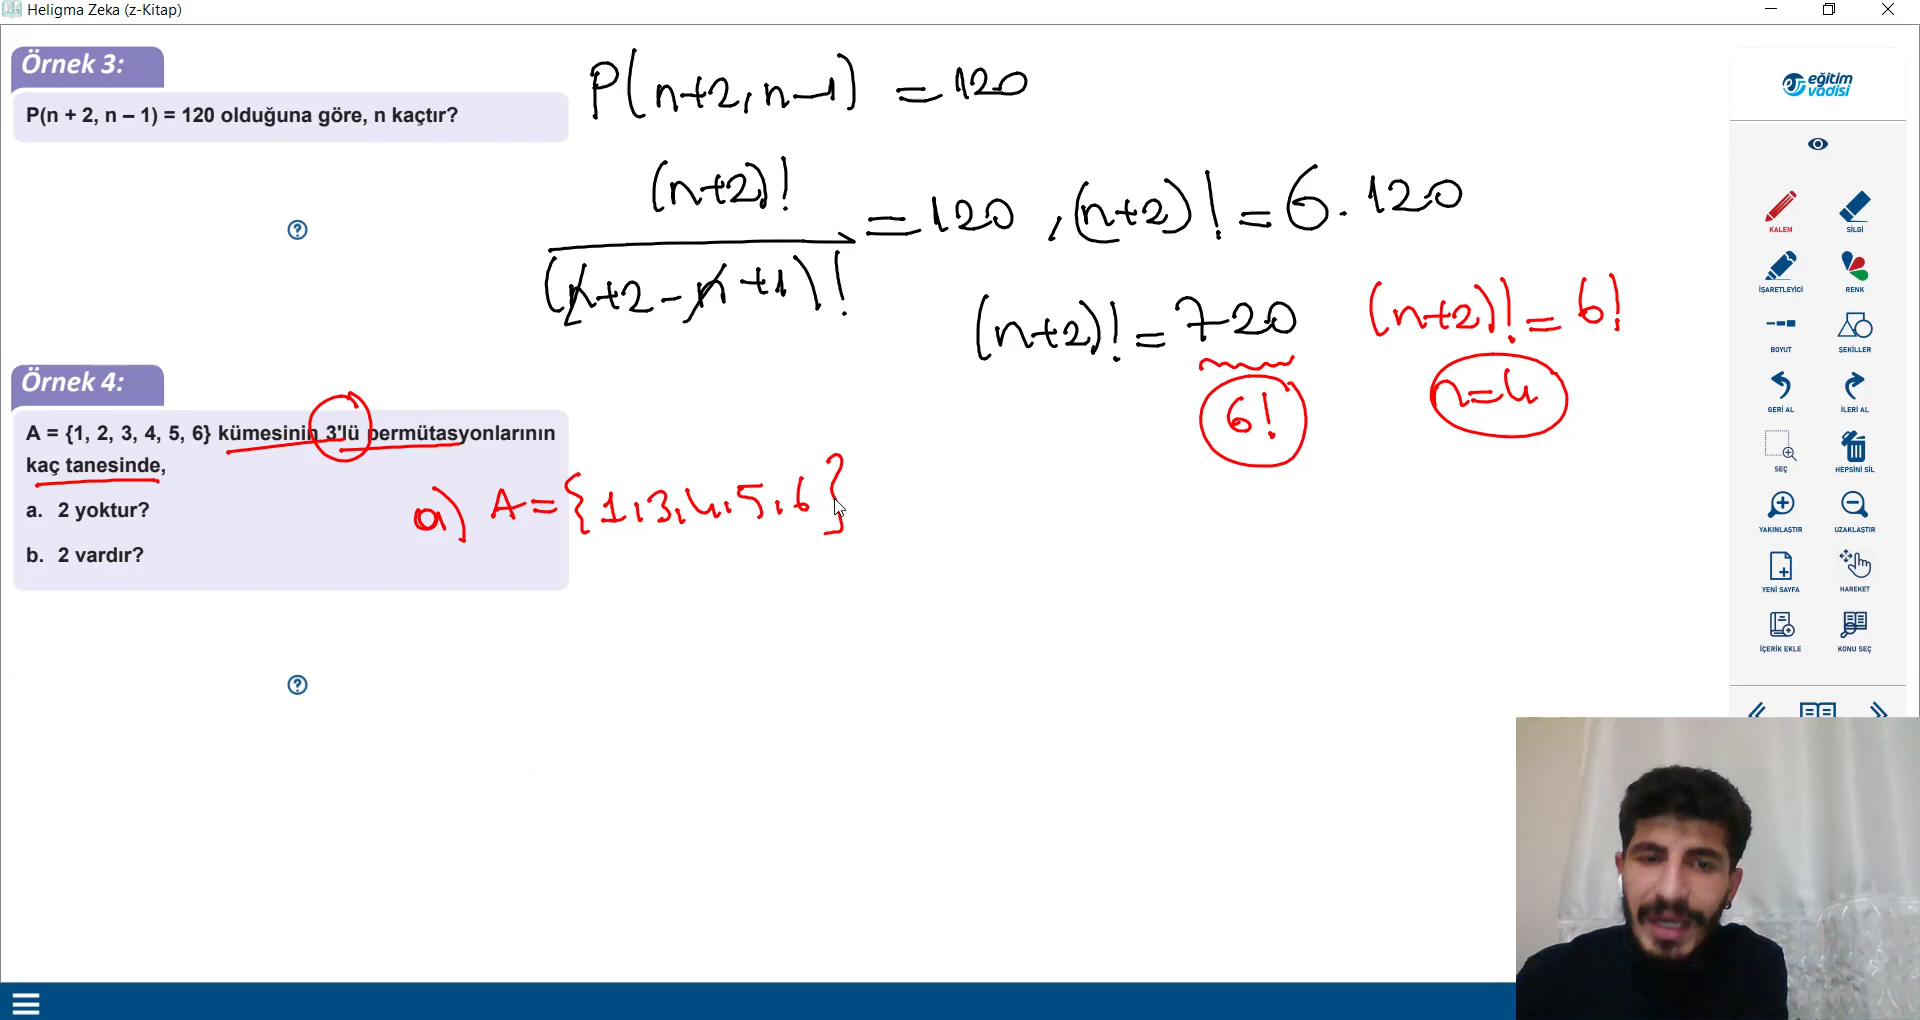 Heligma Zeka (z-Kitap)
Örnek 3:
P(n + 2, n – 1) = 120 olduğuna göre, n kaçtır?
P(n+2, n-1) = 120
(n+2)!
(n+2-n+1)!
= 120 , (n+2)! = 6.120
(n+2)! = 720
6!
(n+2)! = 6!
n=4
Örnek 4:
A = {1, 2, 3, 4, 5, 6} kümesinin 3'lü permütasyonlarının
kaç tanesinde,
a. 2 yoktur?
b. 2 vardır?
a) A = {1,3,4,5,6}
eğitim
vadisi
KALEM
SİLGİ
İŞARETLEYİCİ
RENK
BOYUT
ŞEKİLLER
GERİ AL
İLERİ AL
SEÇ
HEPSİNİ SİL
YAKINLAŞTIR
UZAKLAŞTIR
YENİ SAYFA
HAREKET
İÇERİK EKLE
KONU SEÇ